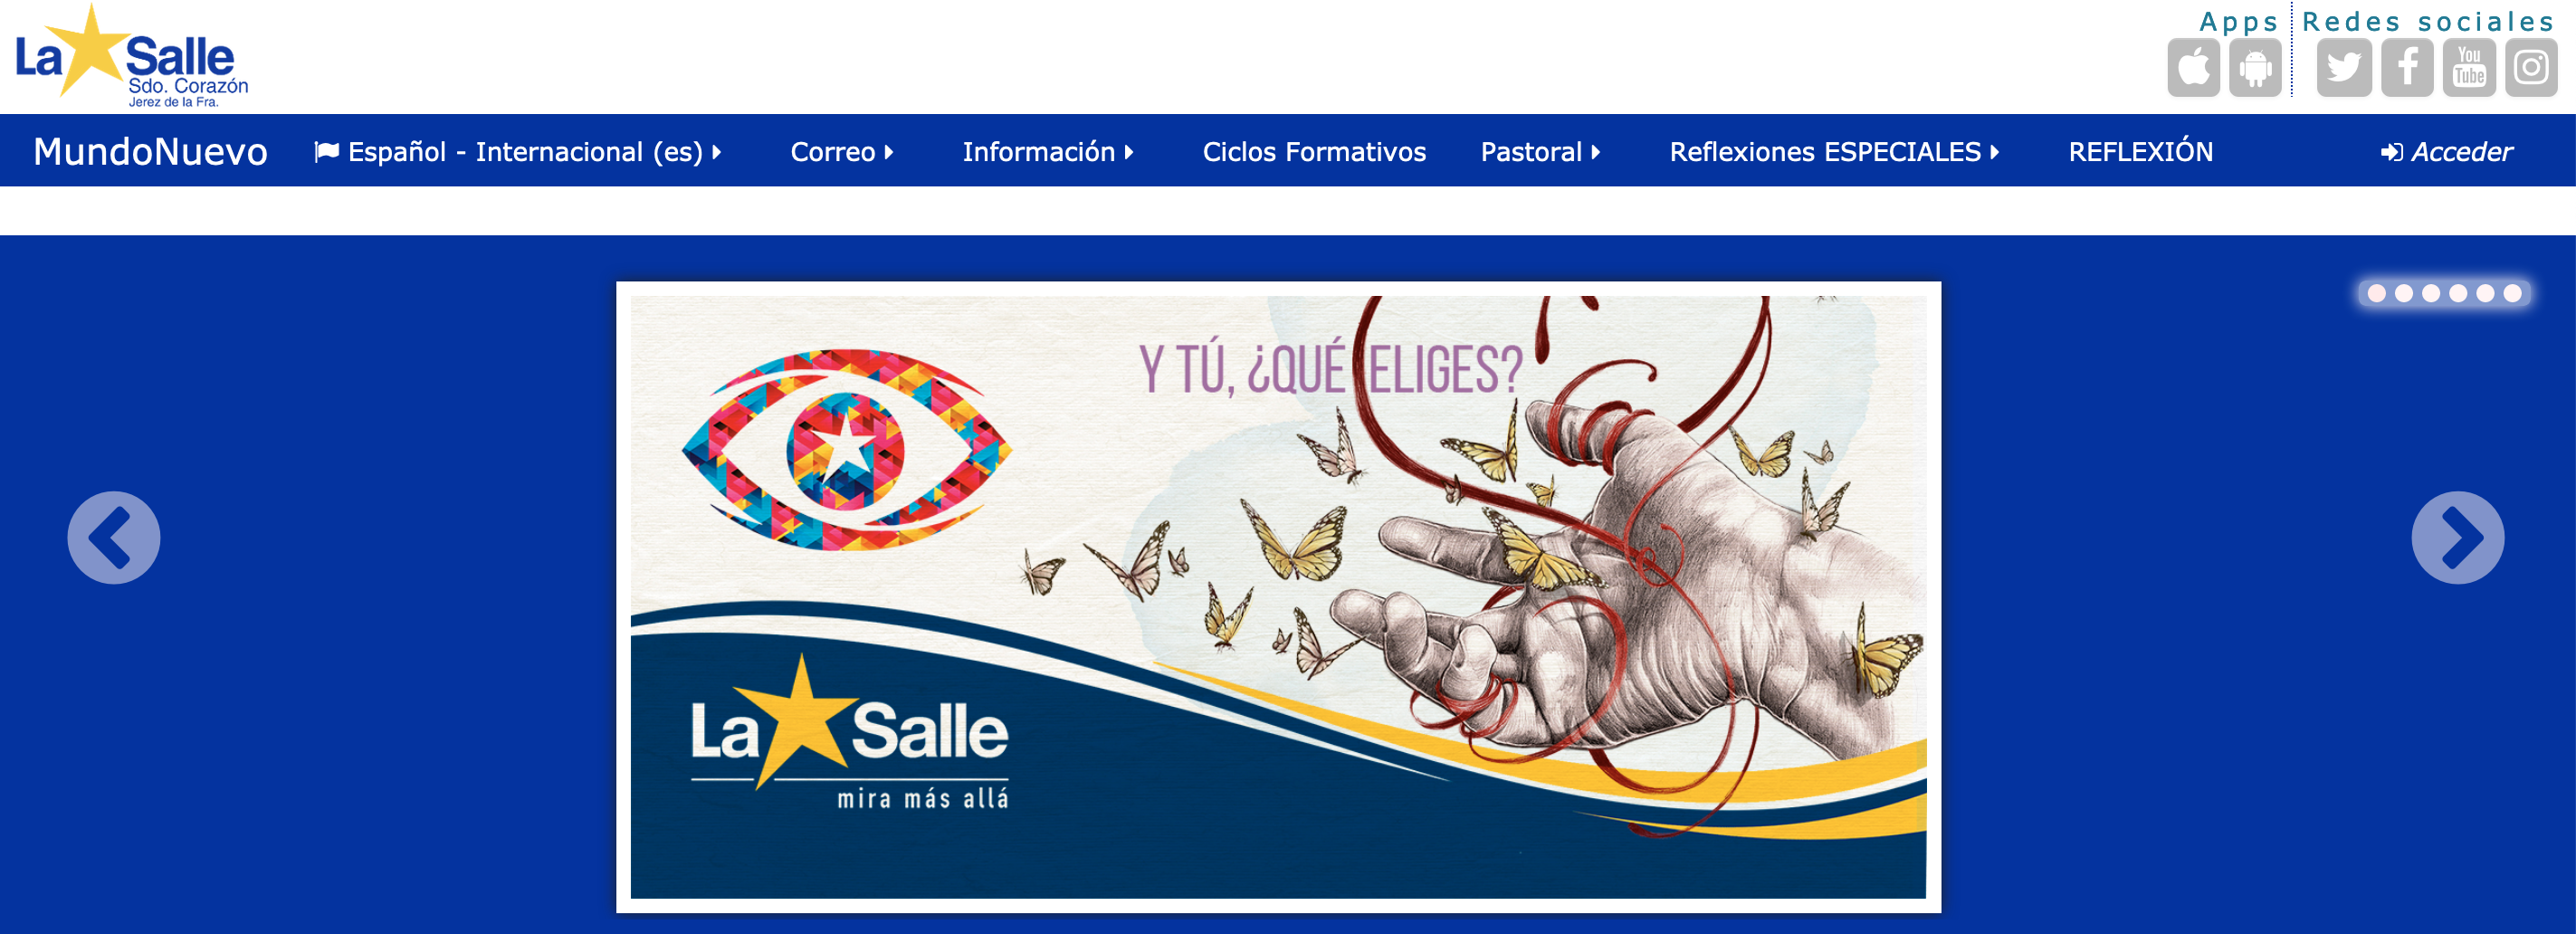 La Salle
Sdo. Corazón
Jerez de la Fra.
Apps
Redes sociales
You
Tube
MundoNuevo
Español - Internacional (es)
Correo
Información
Ciclos Formativos
Pastoral
Reflexiones ESPECIALES
REFLEXIÓN
Acceder
Y TÚ, ¿QUÉ ELIGES?
La Salle
mira más allá